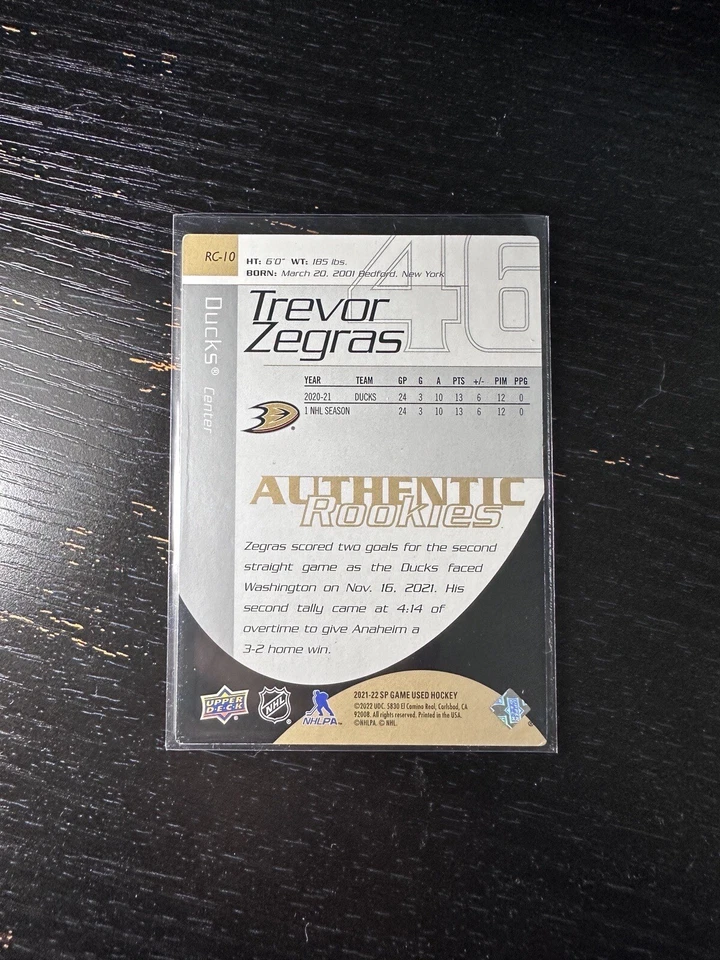 RC-10
HT: 6'0" WT: 185 lbs.
BORN: March 20, 2001 Bedford, New York
46
Trevor
Zegras
Ducks® Center
YEAR TEAM GP G A PTS +/- PIM PPG
2020-21 DUCKS 24 3 10 13 6 12 0
1 NHL SEASON 24 3 10 13 6 12 0
AUTHENTIC
Rookies
Zegras scored two goals for the second
straight game as the Ducks faced
Washington on Nov. 16, 2021. His
second tally came at 4:14 of
overtime to give Anaheim a
3-2 home win.
UPPER
DECK
NHL
NHLPA
2021-22 SP GAME USED HOCKEY
©2022 UDC. 5830 El Camino Real, Carlsbad, CA
92008. All rights reserved. Printed in the USA.
©NHLPA. © NHL.